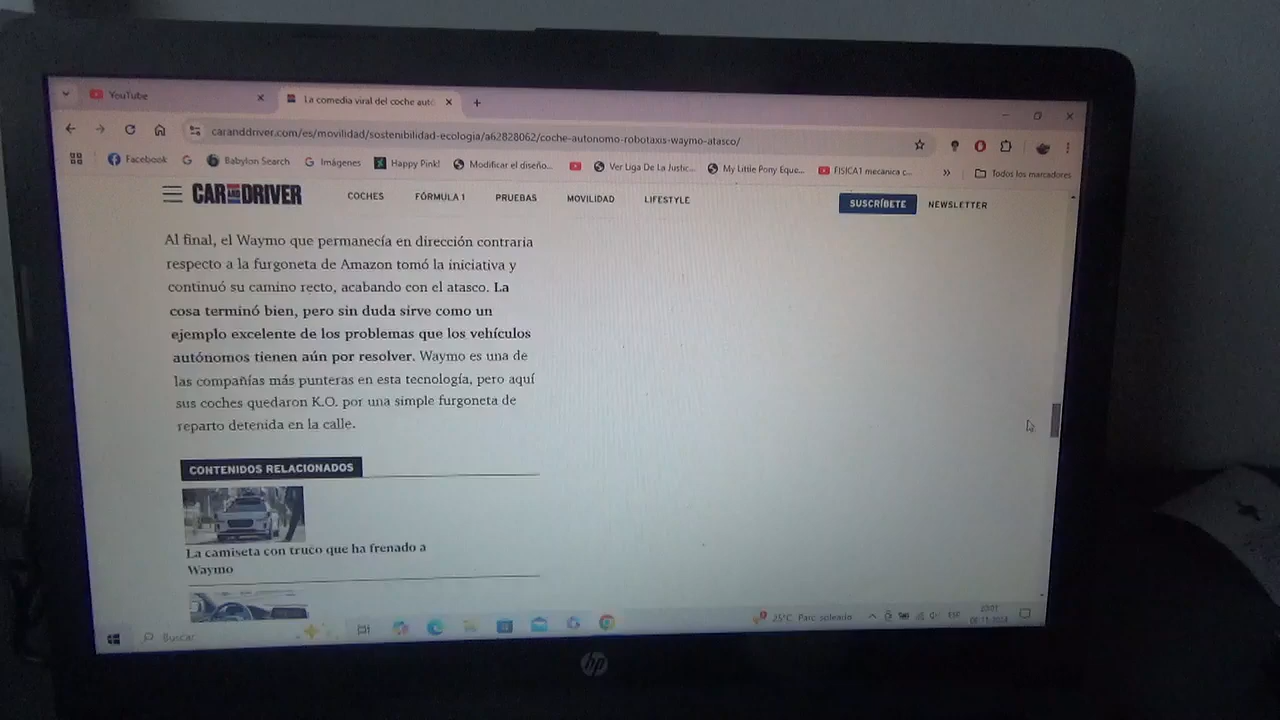 YouTube
La comedia viral del coche autó
caranddriver.com/es/movilidad/sostenibilidad-ecologia/a62828062/coche-autonomo-robotaxis-waymo-atasco/
Facebook
Babylon Search
Imágenes
Happy Pink!
Modificar el diseño...
Ver Liga De La Justic...
My Little Pony Eque...
FISICA1 mecánica c...
»
Todos los marcadores
CAR AND DRIVER
COCHES
FÓRMULA 1
PRUEBAS
MOVILIDAD
LIFESTYLE
SUSCRÍBETE
NEWSLETTER
Al final, el Waymo que permanecía en dirección contraria
respecto a la furgoneta de Amazon tomó la iniciativa y
continuó su camino recto, acabando con el atasco. La
cosa terminó bien, pero sin duda sirve como un
ejemplo excelente de los problemas que los vehículos
autónomos tienen aún por resolver. Waymo es una de
las compañías más punteras en esta tecnología, pero aquí
sus coches quedaron K.O. por una simple furgoneta de
reparto detenida en la calle.
CONTENIDOS RELACIONADOS
La camiseta con truco que ha frenado a
Waymo
Buscar
25°C Parc. soleado
ESP
hp